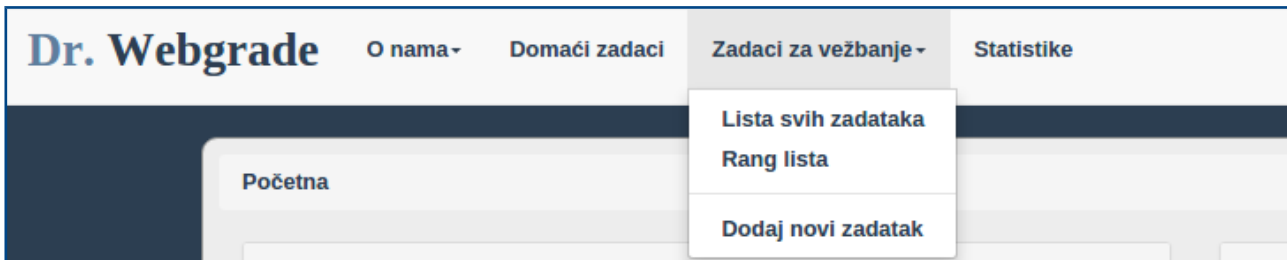 Dr. Webgrade O nama Domaći zadaci Zadaci za vežbanje Statistike
Lista svih zadataka
Rang lista
Početna
Dodaj novi zadatak